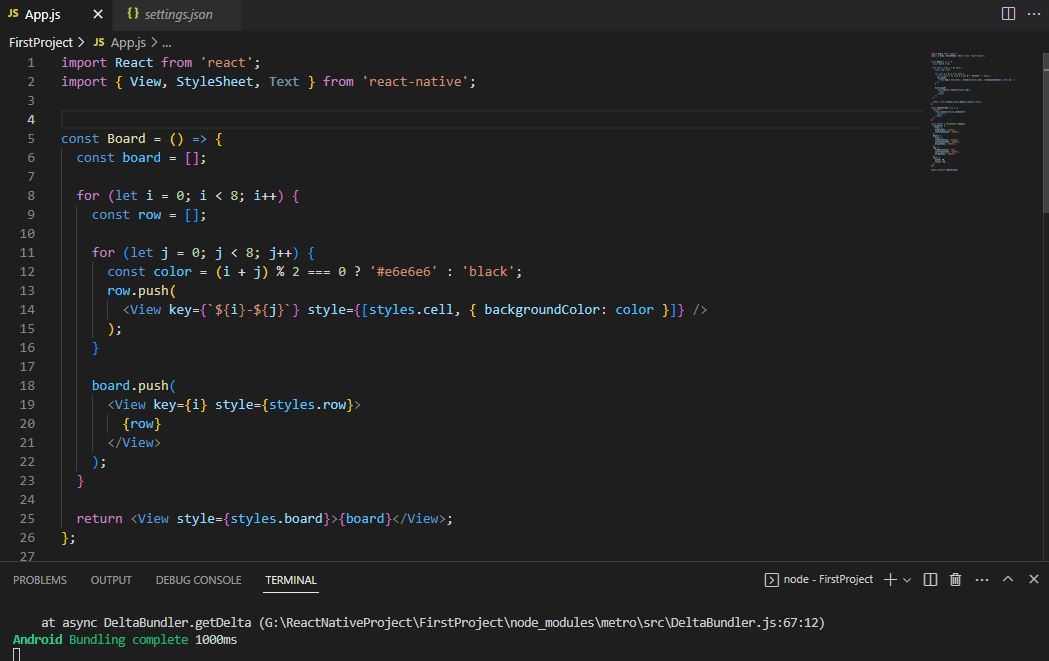 JS App.js ×
{} settings.json
FirstProject > JS App.js > ...
1 import React from 'react';
2 import { View, StyleSheet, Text } from 'react-native';
3
4
5 const Board = () => {
6 const board = [];
7
8 for (let i = 0; i < 8; i++) {
9 const row = [];
10
11 for (let j = 0; j < 8; j++) {
12 const color = (i + j) % 2 === 0 ? '#e6e6e6' : 'black';
13 row.push(
14 <View key={`${i}-${j}`} style={[styles.cell, { backgroundColor: color }]} />
15 );
16 }
17
18 board.push(
19 <View key={i} style={styles.row}>
20 {row}
21 </View>
22 );
23 }
24
25 return <View style={styles.board}>{board}</View>;
26 };
27
PROBLEMS OUTPUT DEBUG CONSOLE TERMINAL
node - FirstProject
at async DeltaBundler.getDelta (G:\ReactNativeProject\FirstProject\node_modules\metro\src\DeltaBundler.js:67:12)
Android Bundling complete 1000ms